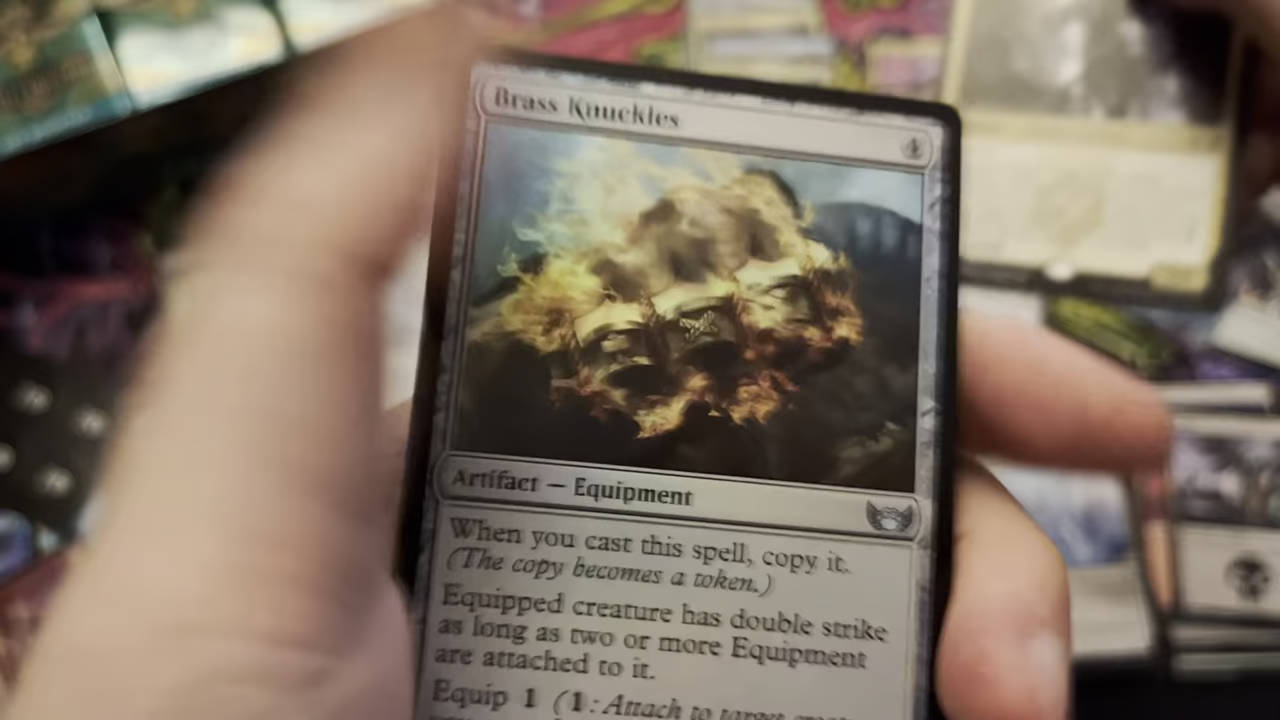 Brass Knuckles
4
Artifact — Equipment
When you cast this spell, copy it.
(The copy becomes a token.)
Equipped creature has double strike
as long as two or more Equipment
are attached to it.
Equip 1 (1: Attach to target